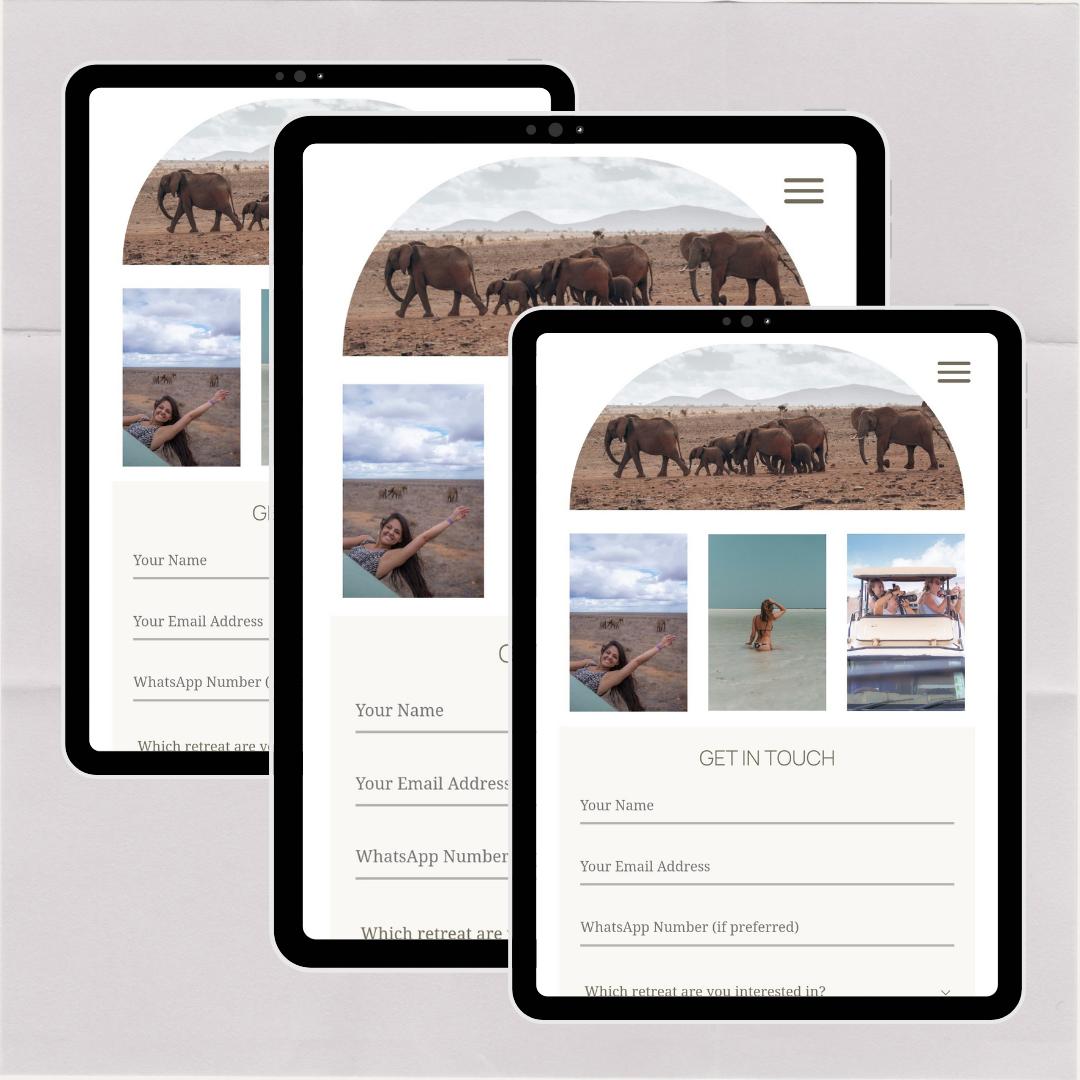 GE
Your Name
Your Email Address
WhatsApp Number (
Which retreat are yo
Your Name
Your Email Address
WhatsApp Number
Which retreat are
GET IN TOUCH
Your Name
Your Email Address
WhatsApp Number (if preferred)
Which retreat are you interested in?